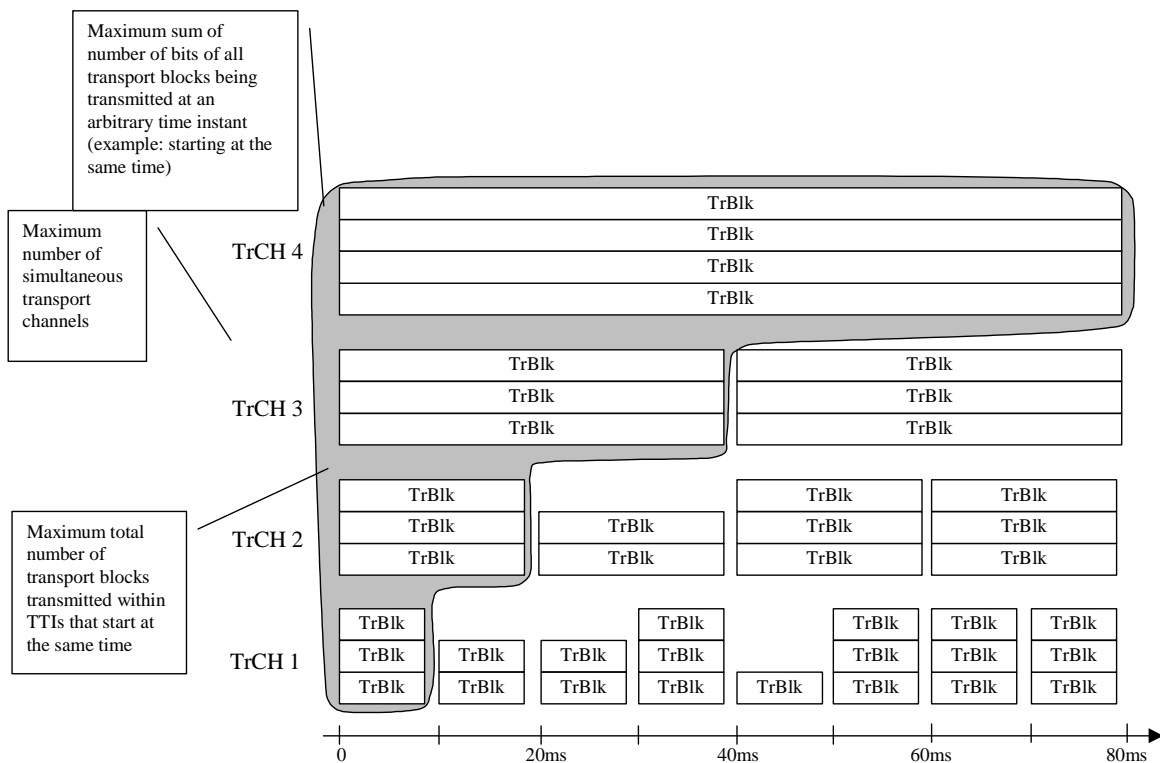 Maximum sum of
number of bits of all
transport blocks being
transmitted at an
arbitrary time instant
(example: starting at the
same time)
Maximum
number of
simultaneous
transport
channels
TrCH 4
TrBlk
TrBlk
TrBlk
TrBlk
TrCH 3
TrBlk TrBlk
TrBlk TrBlk
TrBlk TrBlk
Maximum total
number of
transport blocks
transmitted within
TTIs that start at
the same time
TrCH 2
TrBlk TrBlk TrBlk
TrBlk TrBlk TrBlk TrBlk
TrBlk TrBlk TrBlk TrBlk
TrCH 1
TrBlk TrBlk TrBlk TrBlk TrBlk
TrBlk TrBlk TrBlk TrBlk TrBlk TrBlk TrBlk
TrBlk TrBlk TrBlk TrBlk TrBlk TrBlk TrBlk TrBlk
0 20ms 40ms 60ms 80ms